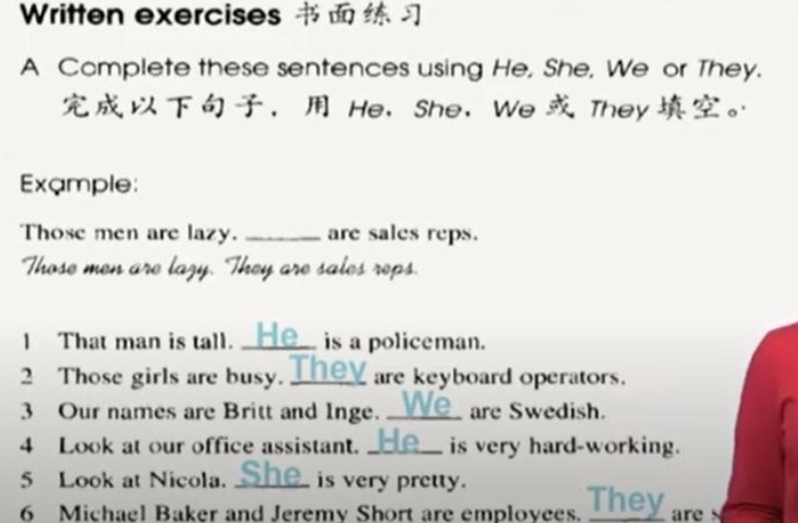 Written exercises 书面练习
A Complete these sentences using He, She, We or They.
完成以下句子，用 He，She，We 或 They 填空。
Example:
Those men are lazy. ______ are sales reps.
Those men are lazy. They are sales reps.
1 That man is tall. He is a policeman.
2 Those girls are busy. They are keyboard operators.
3 Our names are Britt and Inge. We are Swedish.
4 Look at our office assistant. He is very hard-working.
5 Look at Nicola. She is very pretty.
6 Michael Baker and Jeremy Short are employees. They are